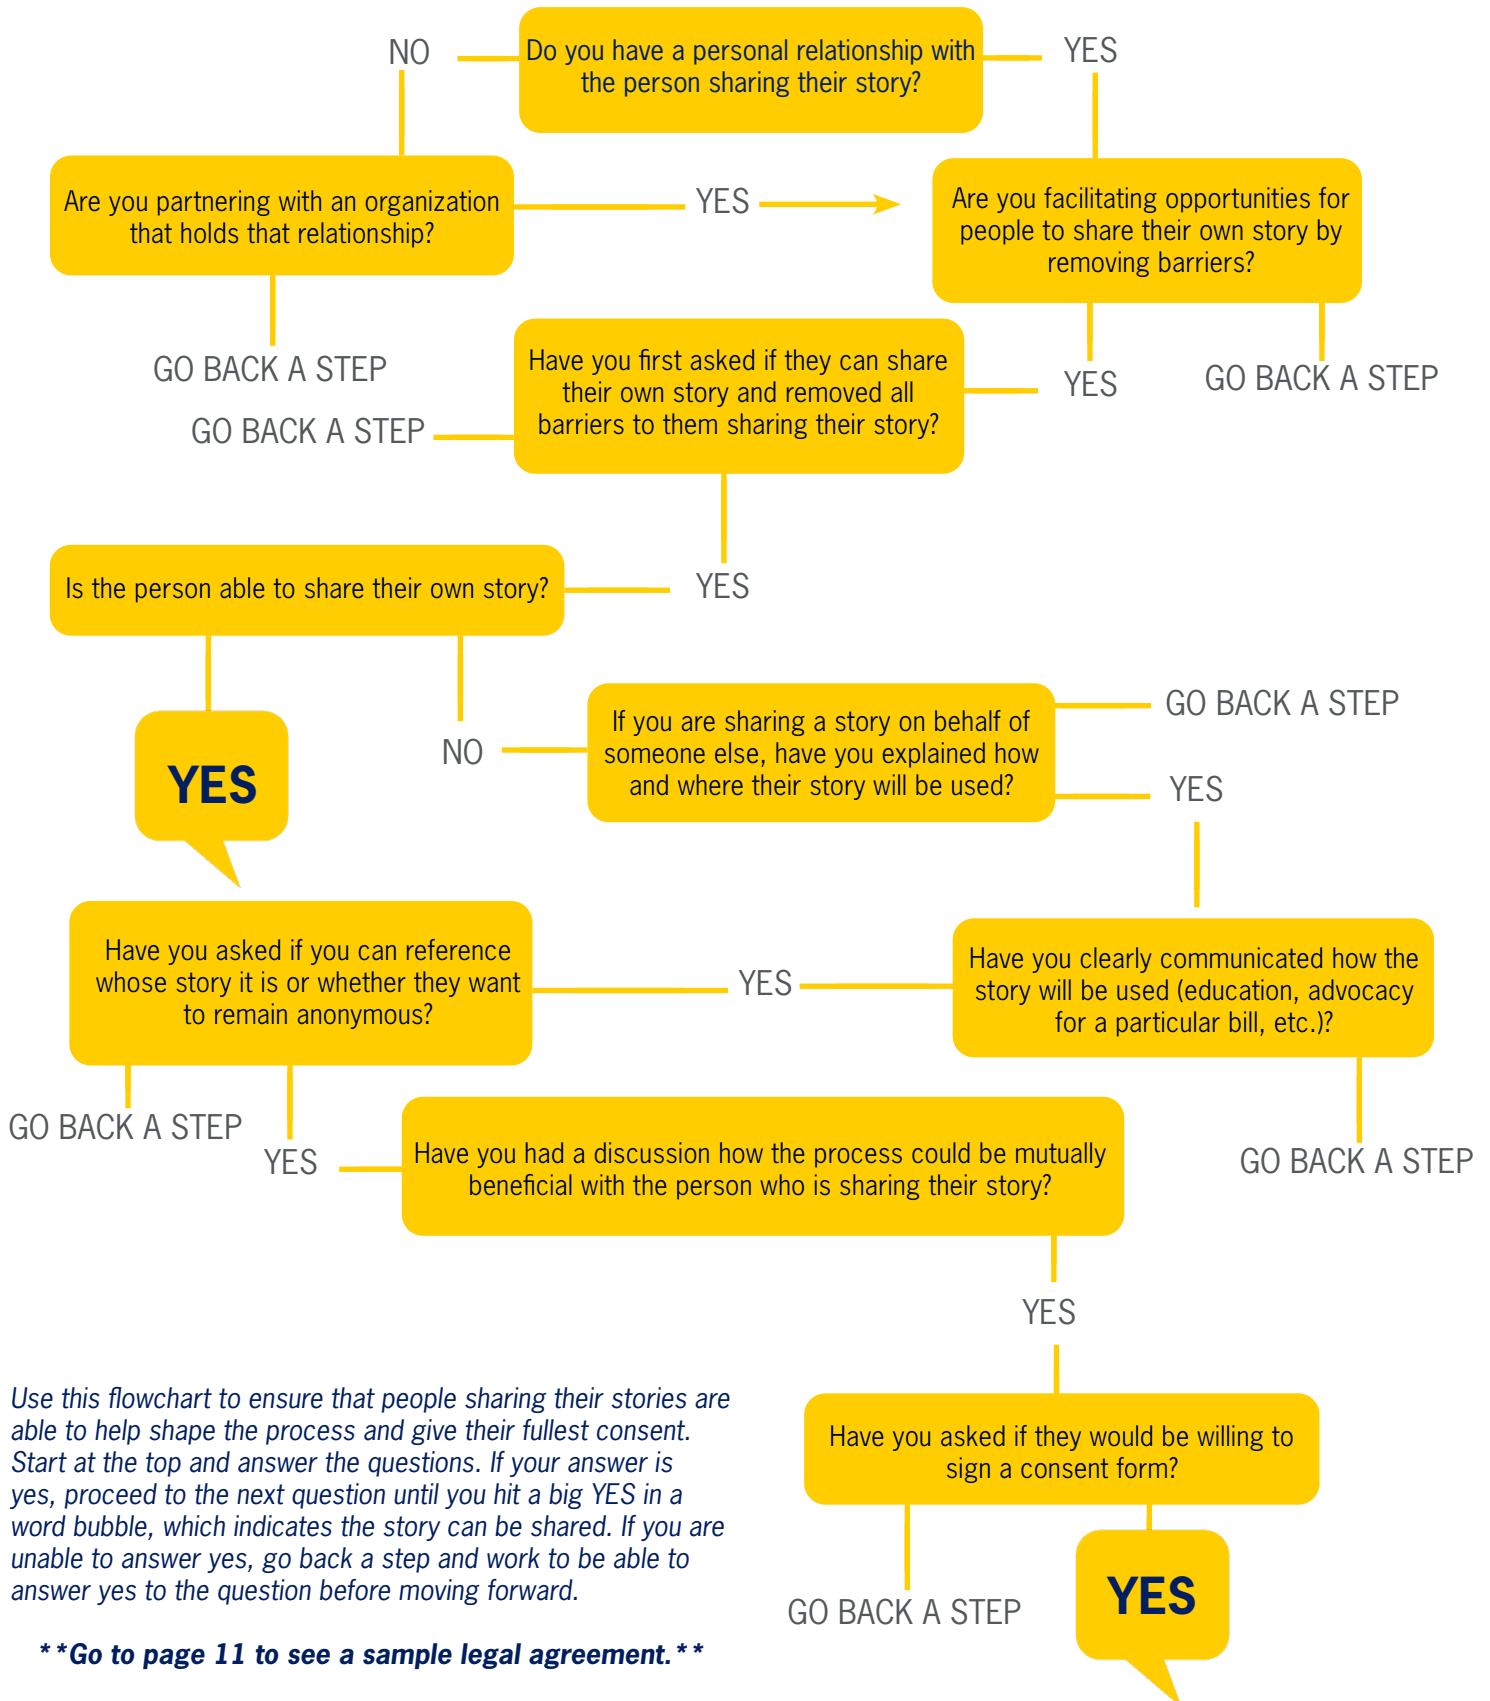 NO
Do you have a personal relationship with
the person sharing their story?
YES
Are you partnering with an organization
that holds that relationship?
YES
Are you facilitating opportunities for
people to share their own story by
removing barriers?
GO BACK A STEP
Have you first asked if they can share
their own story and removed all
barriers to them sharing their story?
YES
GO BACK A STEP
GO BACK A STEP
Is the person able to share their own story?
YES
YES
NO
If you are sharing a story on behalf of
someone else, have you explained how
and where their story will be used?
GO BACK A STEP
YES
Have you asked if you can reference
whose story it is or whether they want
to remain anonymous?
YES
Have you clearly communicated how the
story will be used (education, advocacy
for a particular bill, etc.)?
GO BACK A STEP
YES
Have you had a discussion how the process could be mutually
beneficial with the person who is sharing their story?
GO BACK A STEP
YES
Use this flowchart to ensure that people sharing their stories are
able to help shape the process and give their fullest consent.
Start at the top and answer the questions. If your answer is
yes, proceed to the next question until you hit a big YES in a
word bubble, which indicates the story can be shared. If you are
unable to answer yes, go back a step and work to be able to
answer yes to the question before moving forward.
**Go to page 11 to see a sample legal agreement.**
Have you asked if they would be willing to
sign a consent form?
GO BACK A STEP
YES